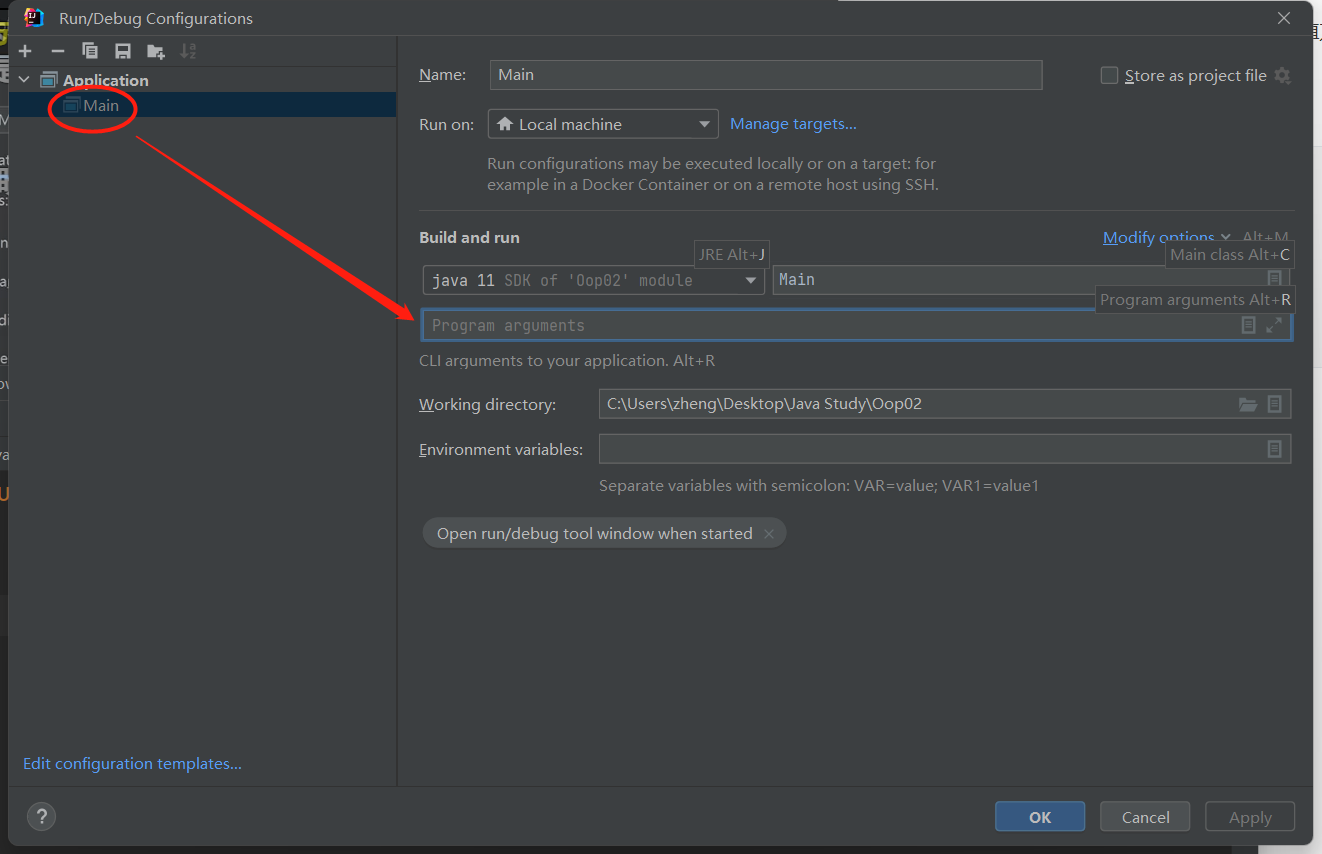 Run/Debug Configurations
Application
Main
Name: Main
Store as project file
Run on: Local machine Manage targets...
Run configurations may be executed locally or on a target: for
example in a Docker Container or on a remote host using SSH.
Build and run
Modify options Alt+M
JRE Alt+J
Main class Alt+C
java 11 SDK of 'Oop02' module
Main
Program arguments Alt+R
Program arguments
CLI arguments to your application. Alt+R
Working directory: C:\Users\zheng\Desktop\Java Study\Oop02
Environment variables:
Separate variables with semicolon: VAR=value; VAR1=value1
Open run/debug tool window when started
Edit configuration templates...
?
OK
Cancel
Apply